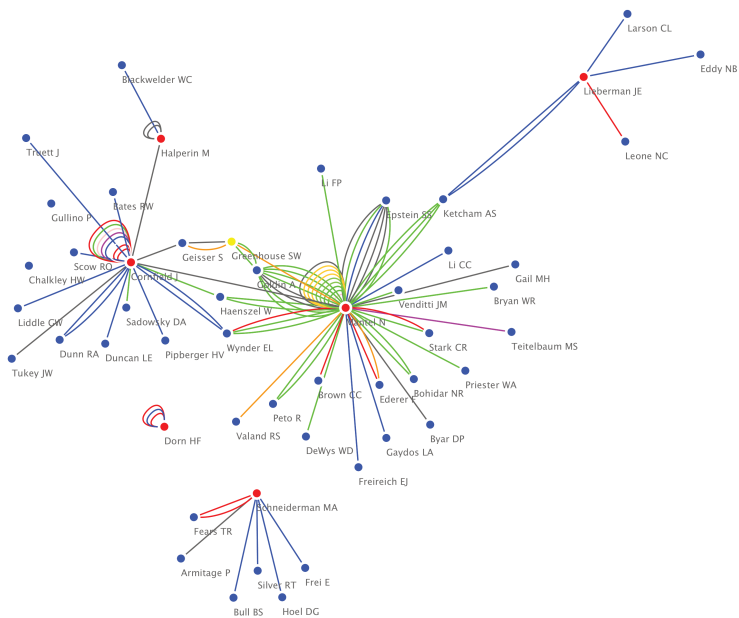 Larson CL
Eddy NB
Blackwelder WC
Lieberman JE
Truett J
Halperin M
Leone NC
Li FP
Bates RW
Gullino P
Epstein SS
Ketcham AS
Geisser S
Greenhouse SW
Scow RO
Cornfield J
Li CC
Chalkley HW
Goldin A
Gail MH
Bryan WR
Venditti JM
Haenszel W
Liddle GW
Sadowsky DA
Mantel N
Teitelbaum MS
Wynder EL
Stark CR
Dunn RA
Duncan LE
Pipberger HV
Tukey JW
Priester WA
Brown CC
Ederer F
Bohidar NR
Peto R
Valand RS
Byar DP
Dorn HF
DeWys WD
Gaydos LA
Freireich EJ
Schneiderman MA
Fears TR
Armitage P
Silver RT
Frei E
Bull BS
Hoel DG